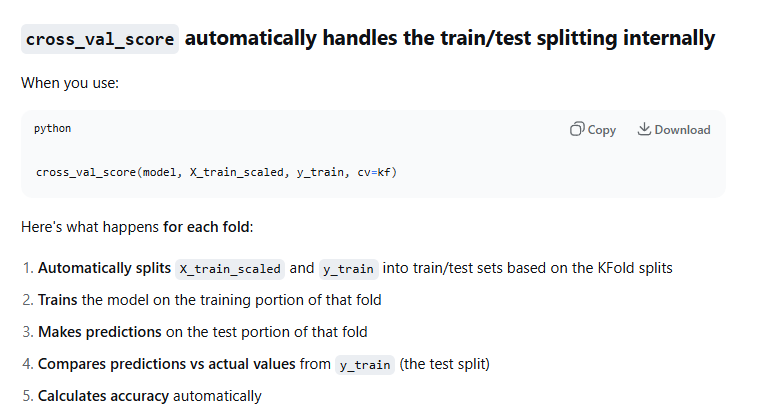 cross_val_score automatically handles the train/test splitting internally
When you use:
python Copy Download
cross_val_score(model, X_train_scaled, y_train, cv=kf)
Here's what happens for each fold:
1. Automatically splits X_train_scaled and y_train into train/test sets based on the KFold splits
2. Trains the model on the training portion of that fold
3. Makes predictions on the test portion of that fold
4. Compares predictions vs actual values from y_train (the test split)
5. Calculates accuracy automatically